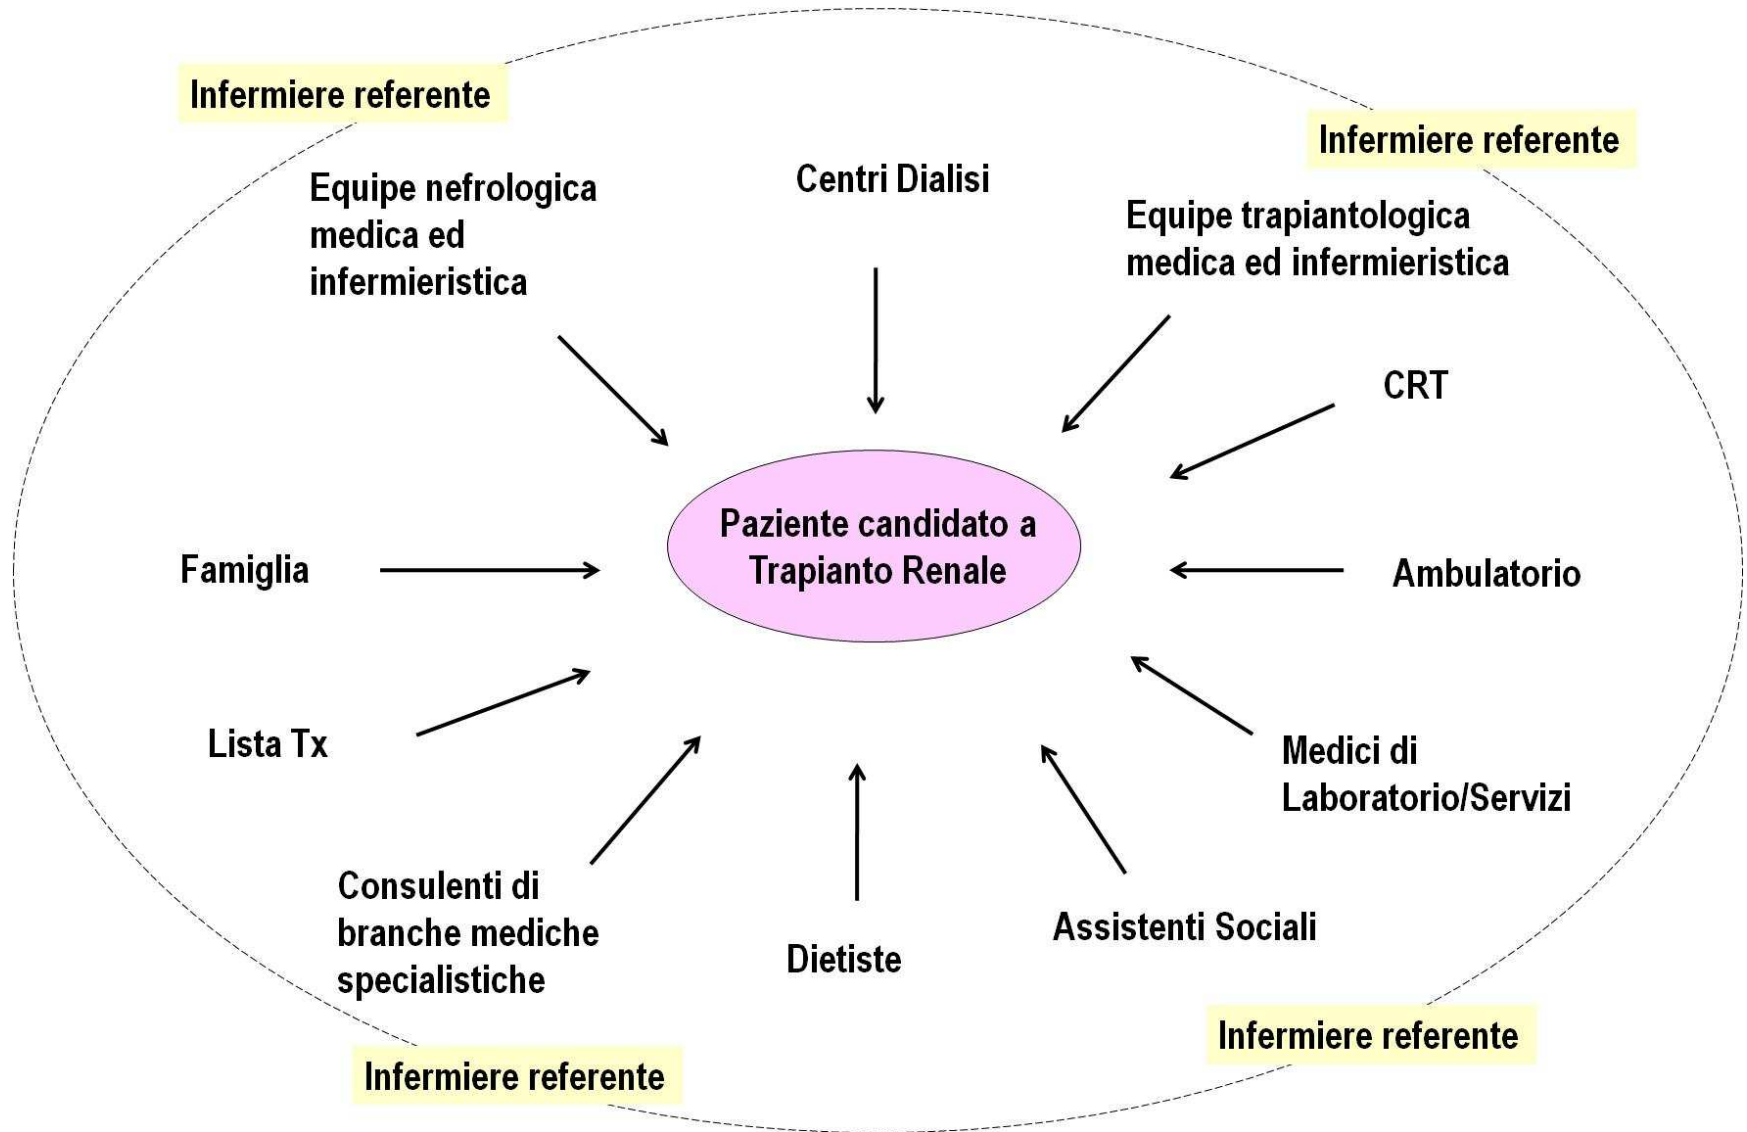 Infermiere referente
Infermiere referente
Equipe nefrologica
medica ed
infermieristica
Centri Dialisi
Equipe trapiantologica
medica ed infermieristica
CRT
Paziente candidato a
Trapianto Renale
Famiglia
Ambulatorio
Lista Tx
Medici di
Laboratorio/Servizi
Consulenti di
branche mediche
specialistiche
Dietiste
Assistenti Sociali
Infermiere referente
Infermiere referente